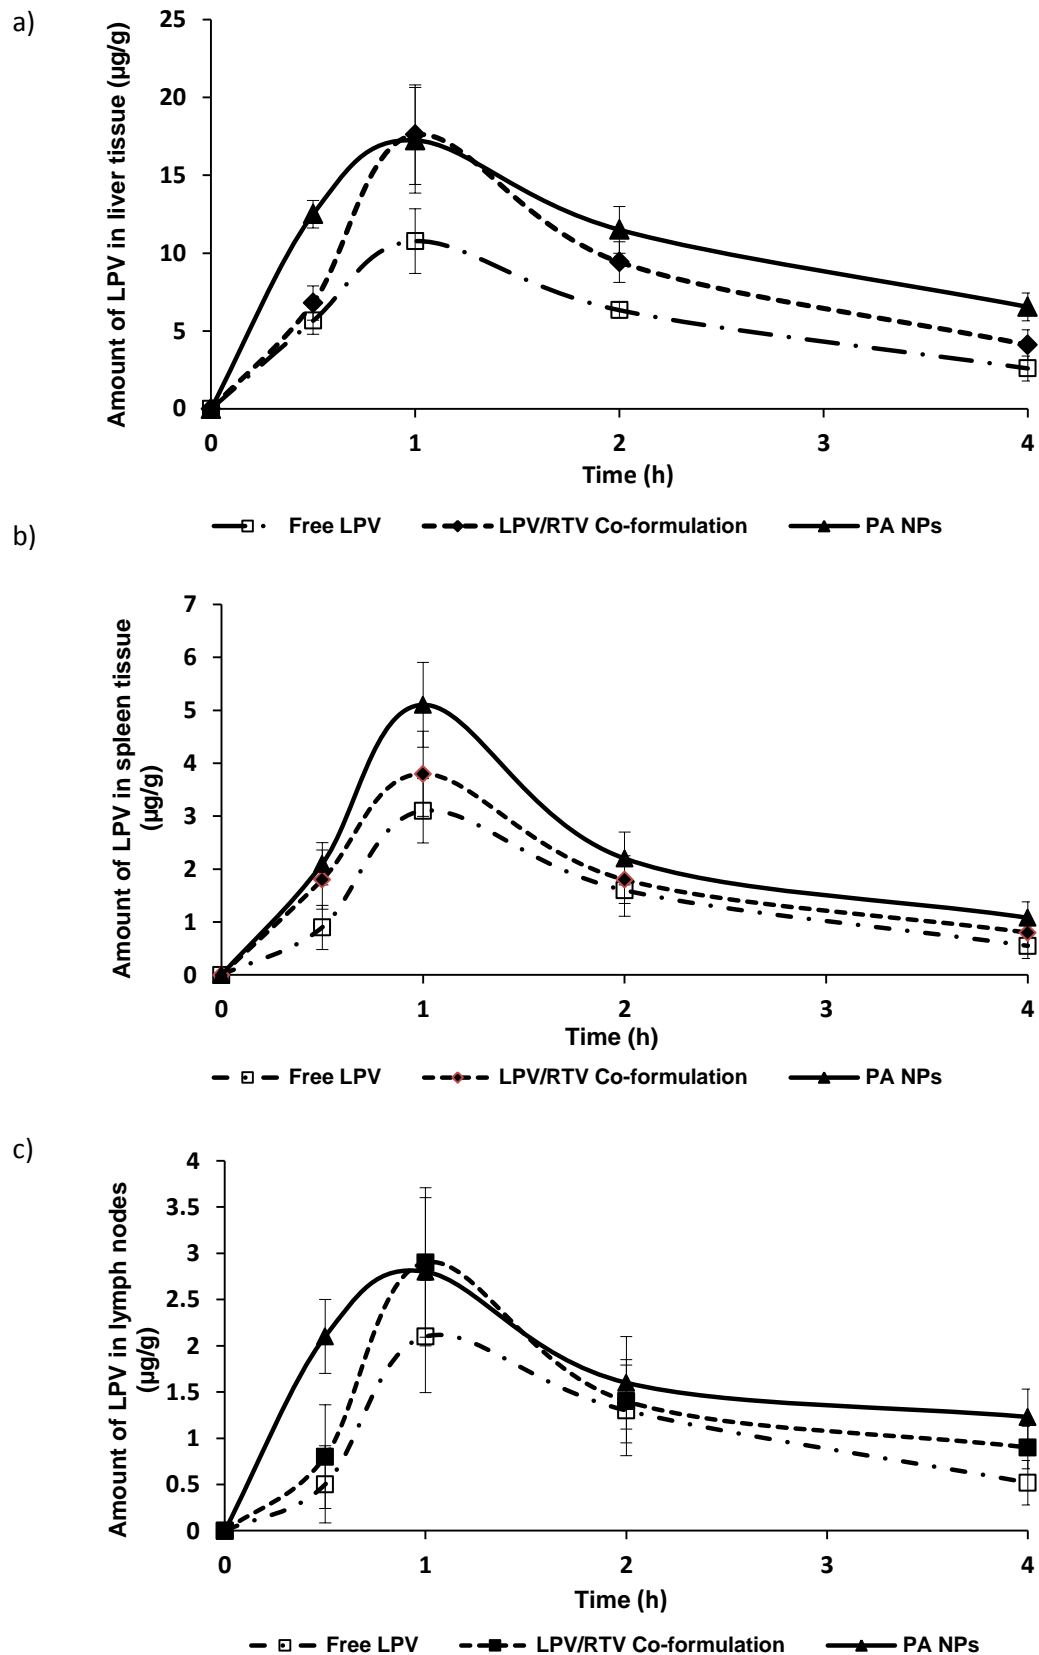 a)
Amount of LPV in liver tissue (µg/g)
25
20
15
10
5
0
0 1 2 3 4
Time (h)
Free LPV LPV/RTV Co-formulation PA NPs
b)
Amount of LPV in spleen tissue
(µg/g)
7
6
5
4
3
2
1
0
0 1 2 3 4
Time (h)
Free LPV LPV/RTV Co-formulation PA NPs
c)
Amount of LPV in lymph nodes
(µg/g)
4
3.5
3
2.5
2
1.5
1
0.5
0
0 1 2 3 4
Time (h)
Free LPV LPV/RTV Co-formulation PA NPs